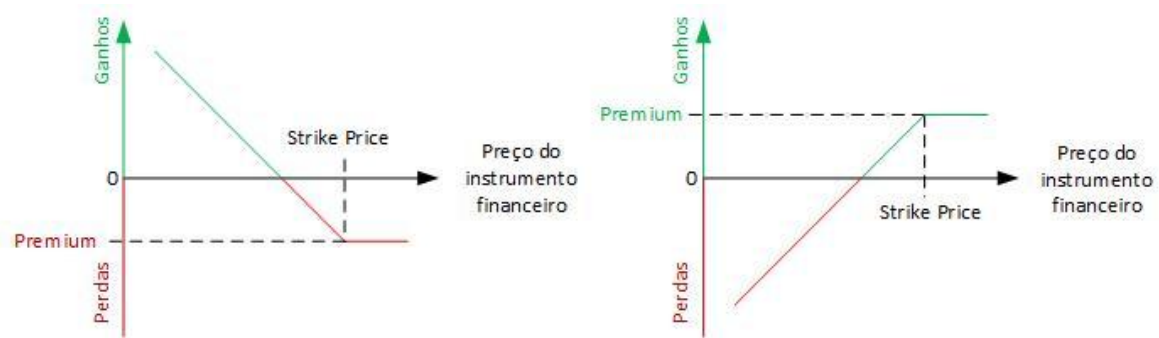 Ganhos
Strike Price
0
Preço do
instrumento
financeiro
Premium
Perdas
Ganhos
Premium
0
Preço do
instrumento
financeiro
Strike Price
Perdas